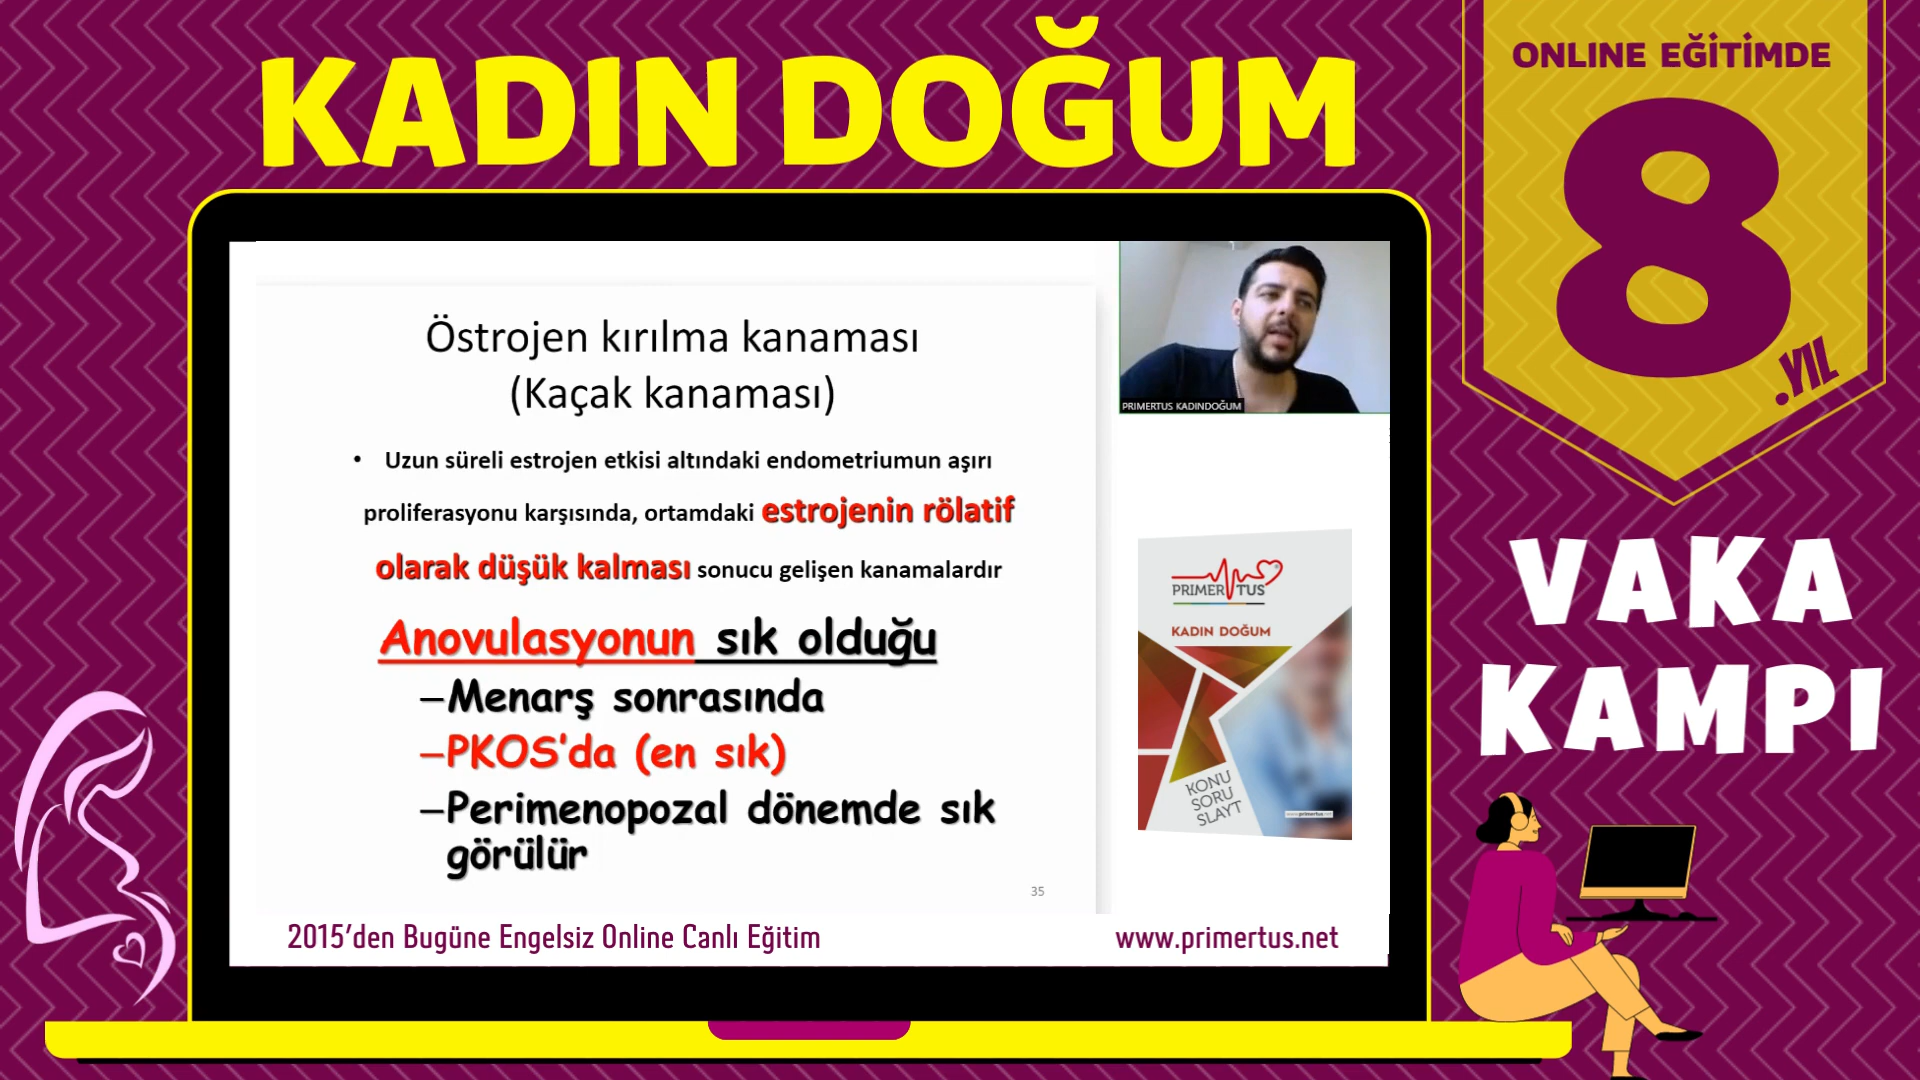 KADIN DOĞUM
ONLINE EĞİTİMDE
8
.YIL
Östrojen kırılma kanaması
(Kaçak kanaması)
• Uzun süreli estrojen etkisi altındaki endometriumun aşırı
proliferasyonu karşısında, ortamdaki estrojenin rölatif
olarak düşük kalması sonucu gelişen kanamalardır
Anovulasyonun sık olduğu
–Menarş sonrasında
–PKOS'da (en sık)
–Perimenopozal dönemde sık
görülür
35
PRIMERTUS KADINDOĞUM
PRIMER TUS
KADIN DOĞUM
KONU
SORU
SLAYT
www.primertus.net
2015'den Bugüne Engelsiz Online Canlı Eğitim
www.primertus.net
VAKA
KAMPI